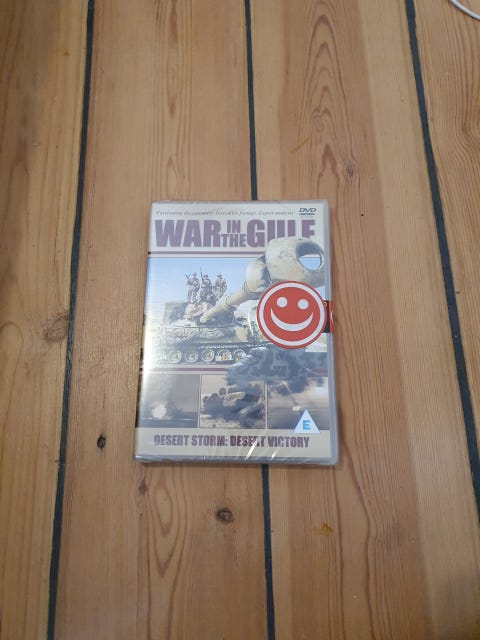 Fascinating documentary. Incredible footage. Expert analysis.
DVD
WAR IN THE GULF
DESERT STORM: DESERT VICTORY
E